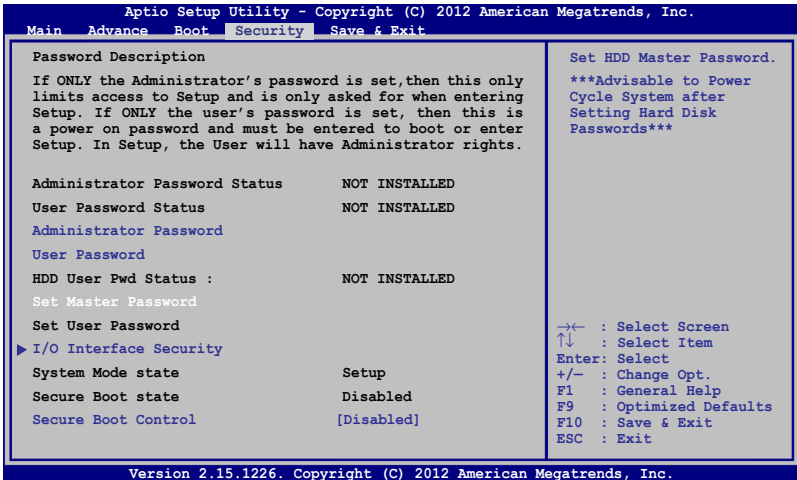 Aptio Setup Utility - Copyright (C) 2012 American Megatrends, Inc.
Main Advance Boot Security Save & Exit
Password Description
If ONLY the Administrator's password is set,then this only
limits access to Setup and is only asked for when entering
Setup. If ONLY the user's password is set, then this is
a power on password and must be entered to boot or enter
Setup. In Setup, the User will have Administrator rights.
Administrator Password Status NOT INSTALLED
User Password Status NOT INSTALLED
Administrator Password
User Password
HDD User Pwd Status : NOT INSTALLED
Set Master Password
Set User Password
I/O Interface Security
System Mode state Setup
Secure Boot state Disabled
Secure Boot Control [Disabled]
Set HDD Master Password.
***Advisable to Power
Cycle System after
Setting Hard Disk
Passwords***
→← : Select Screen
↑↓ : Select Item
Enter: Select
+/— : Change Opt.
F1 : General Help
F9 : Optimized Defaults
F10 : Save & Exit
ESC : Exit
Version 2.15.1226. Copyright (C) 2012 American Megatrends, Inc.